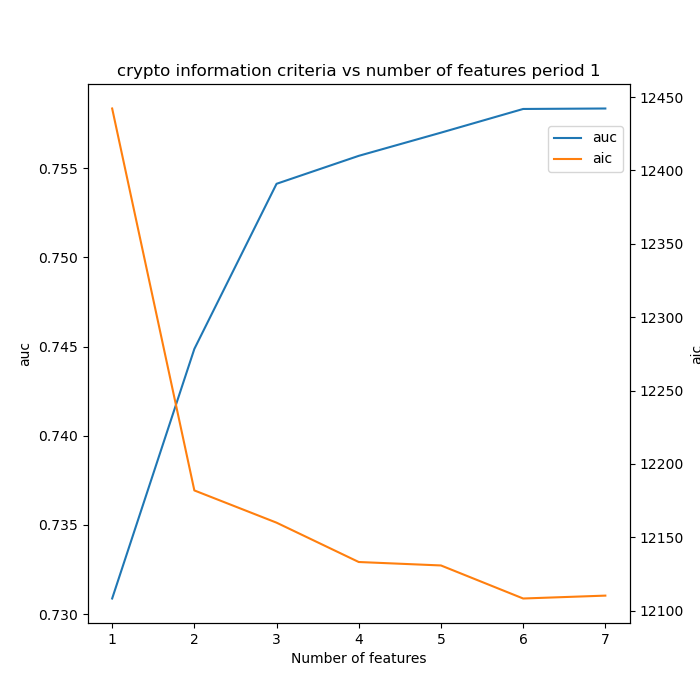 crypto information criteria vs number of features period 1
auc
aic
0.755
0.750
0.745
0.740
0.735
0.730
auc
12450
12400
12350
12300
12250
12200
12150
12100
aic
1 2 3 4 5 6 7
Number of features